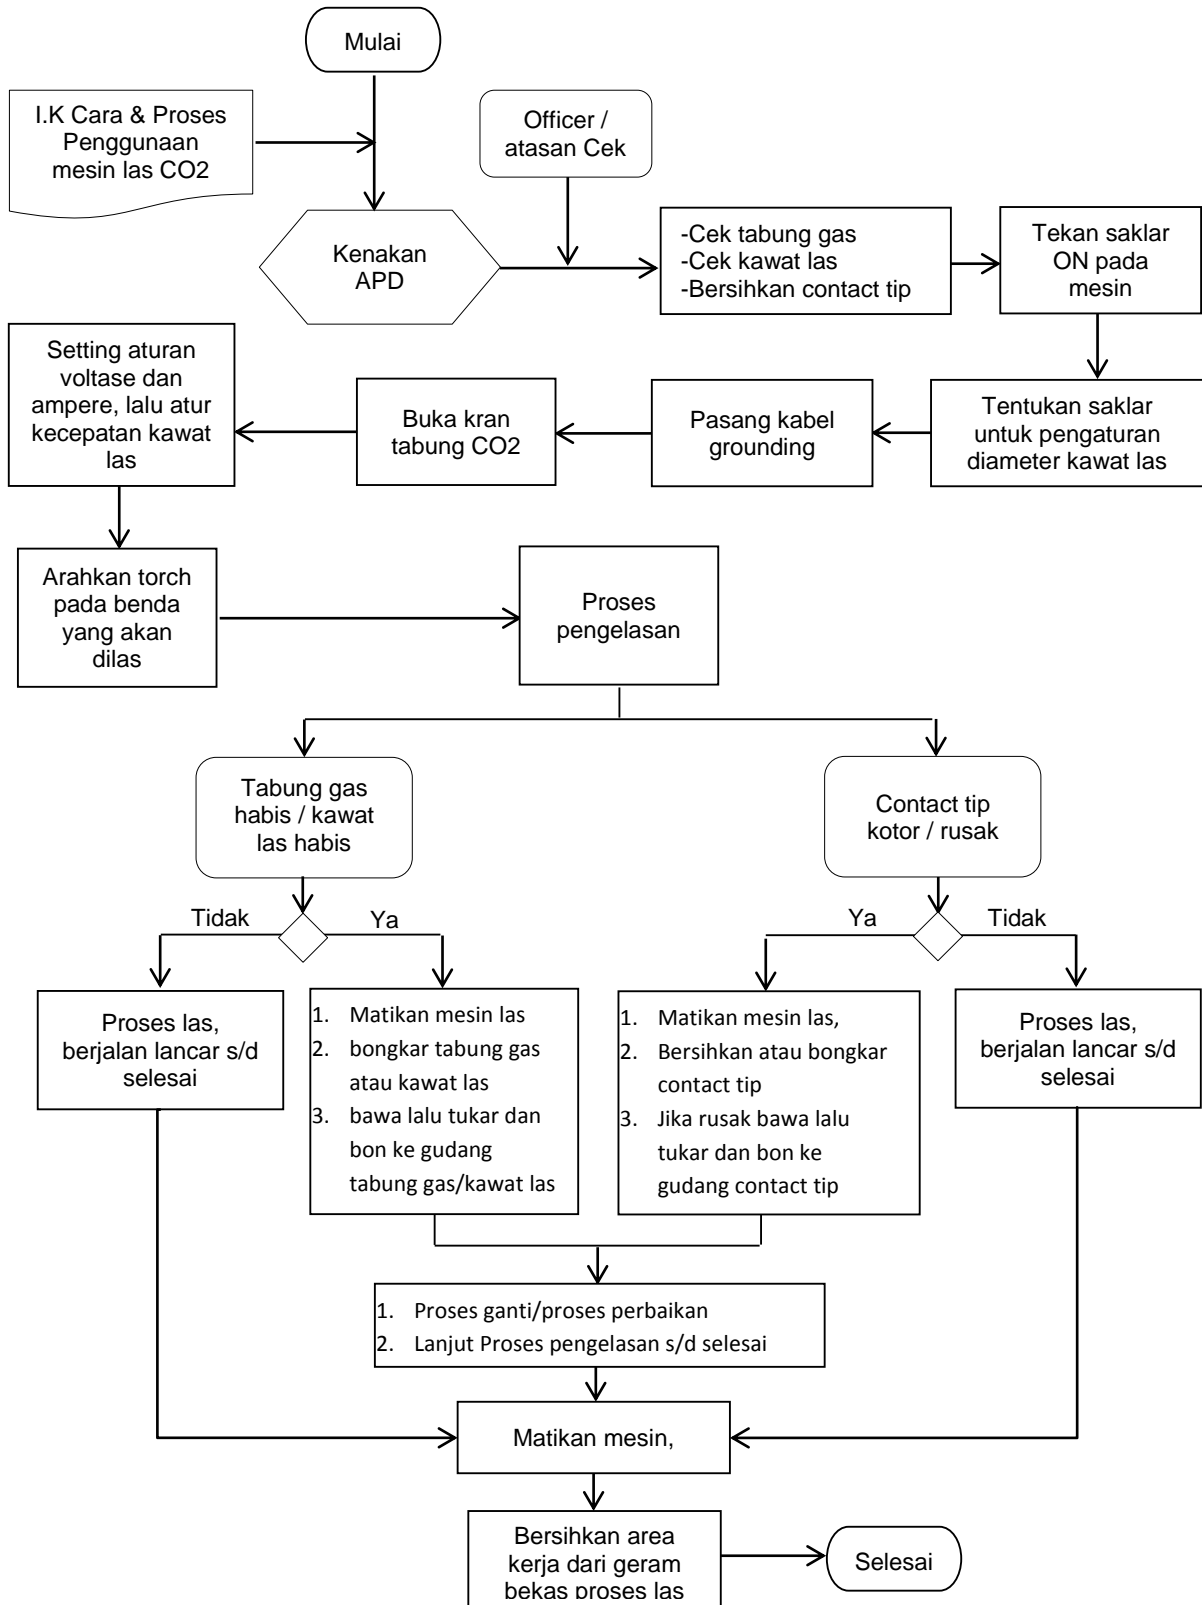 Mulai
I.K Cara & Proses
Penggunaan
mesin las CO2
Officer /
atasan Cek
Kenakan
APD
-Cek tabung gas
-Cek kawat las
-Bersihkan contact tip
Tekan saklar
ON pada
mesin
Tentukan saklar
untuk pengaturan
diameter kawat las
Pasang kabel
grounding
Buka kran
tabung CO2
Setting aturan
voltase dan
ampere, lalu atur
kecepatan kawat
las
Arahkan torch
pada benda
yang akan
dilas
Proses
pengelasan
Tabung gas
habis / kawat
las habis
Contact tip
kotor / rusak
Tidak
Ya
Ya
Tidak
Proses las,
berjalan lancar s/d
selesai
1. Matikan mesin las
2. bongkar tabung gas
atau kawat las
3. bawa lalu tukar dan
bon ke gudang
tabung gas/kawat las
1. Matikan mesin las,
2. Bersihkan atau bongkar
contact tip
3. Jika rusak bawa lalu
tukar dan bon ke
gudang contact tip
Proses las,
berjalan lancar s/d
selesai
1. Proses ganti/proses perbaikan
2. Lanjut Proses pengelasan s/d selesai
Matikan mesin,
Bersihkan area
kerja dari geram
bekas proses las
Selesai